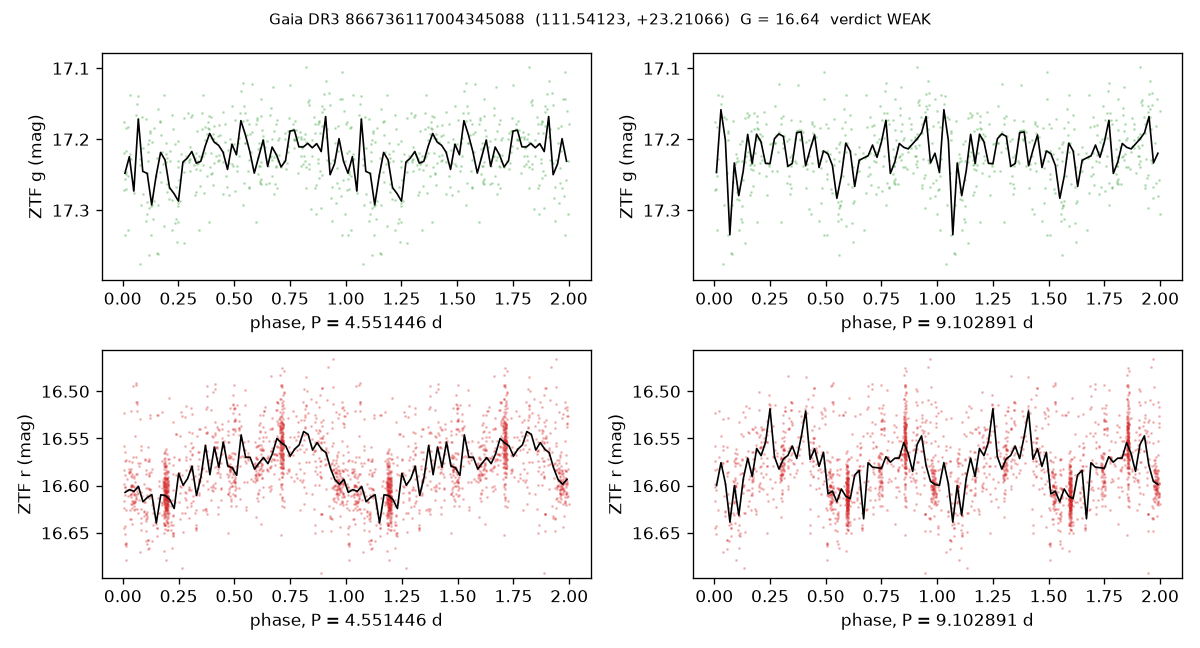 Gaia DR3 866736117004345088  (111.54123, +23.21066)  G = 16.64  verdict WEAK
ZTF g (mag)
17.1
17.2
17.3
0.00 0.25 0.50 0.75 1.00 1.25 1.50 1.75 2.00
phase, P = 4.551446 d
ZTF g (mag)
17.1
17.2
17.3
0.00 0.25 0.50 0.75 1.00 1.25 1.50 1.75 2.00
phase, P = 9.102891 d
ZTF r (mag)
16.50
16.55
16.60
16.65
0.00 0.25 0.50 0.75 1.00 1.25 1.50 1.75 2.00
phase, P = 4.551446 d
ZTF r (mag)
16.50
16.55
16.60
16.65
0.00 0.25 0.50 0.75 1.00 1.25 1.50 1.75 2.00
phase, P = 9.102891 d